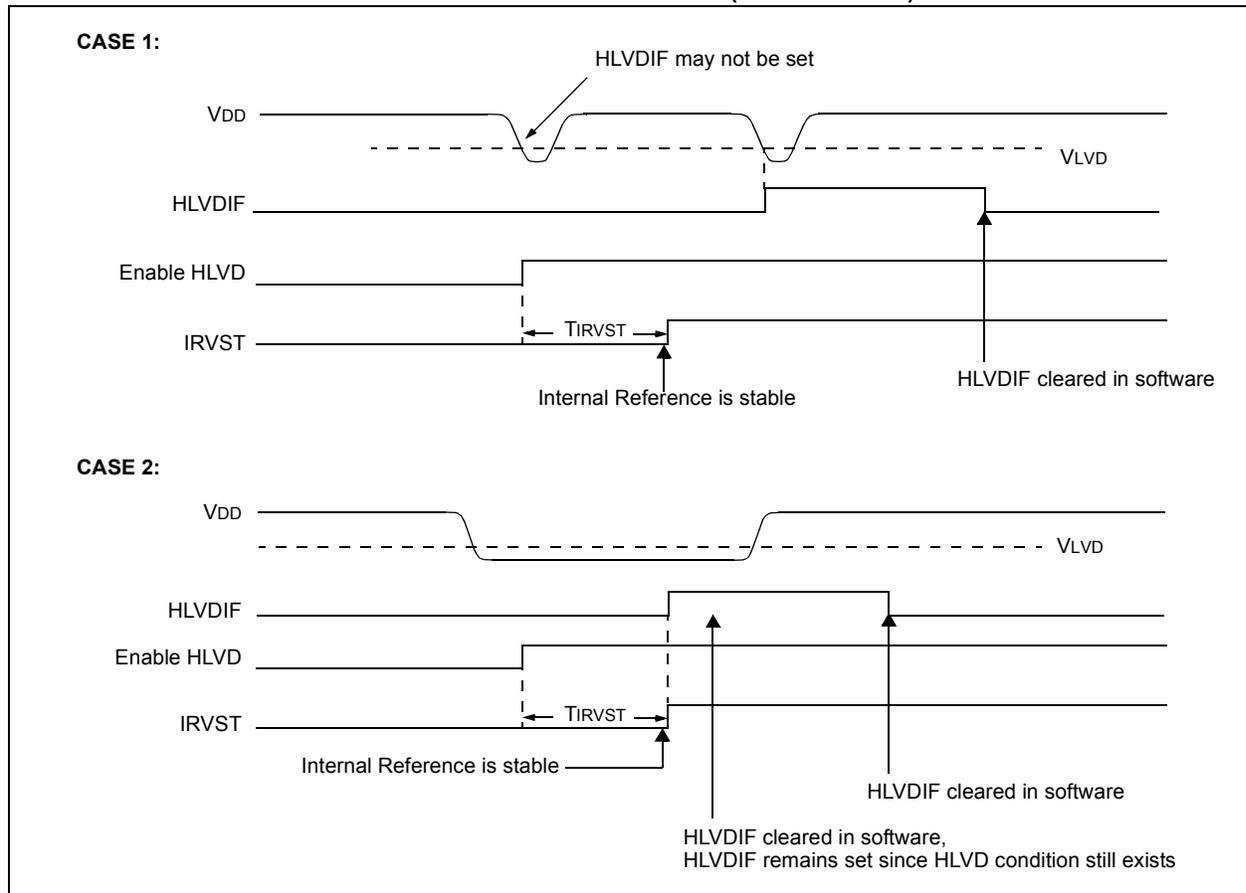 CASE 1:
HLVDIF may not be set
VDD
VLVD
HLVDIF
Enable HLVD
TIRVST
IRVST
HLVDIF cleared in software
Internal Reference is stable
CASE 2:
VDD
VLVD
HLVDIF
Enable HLVD
TIRVST
IRVST
Internal Reference is stable
HLVDIF cleared in software
HLVDIF cleared in software,
HLVDIF remains set since HLVD condition still exists